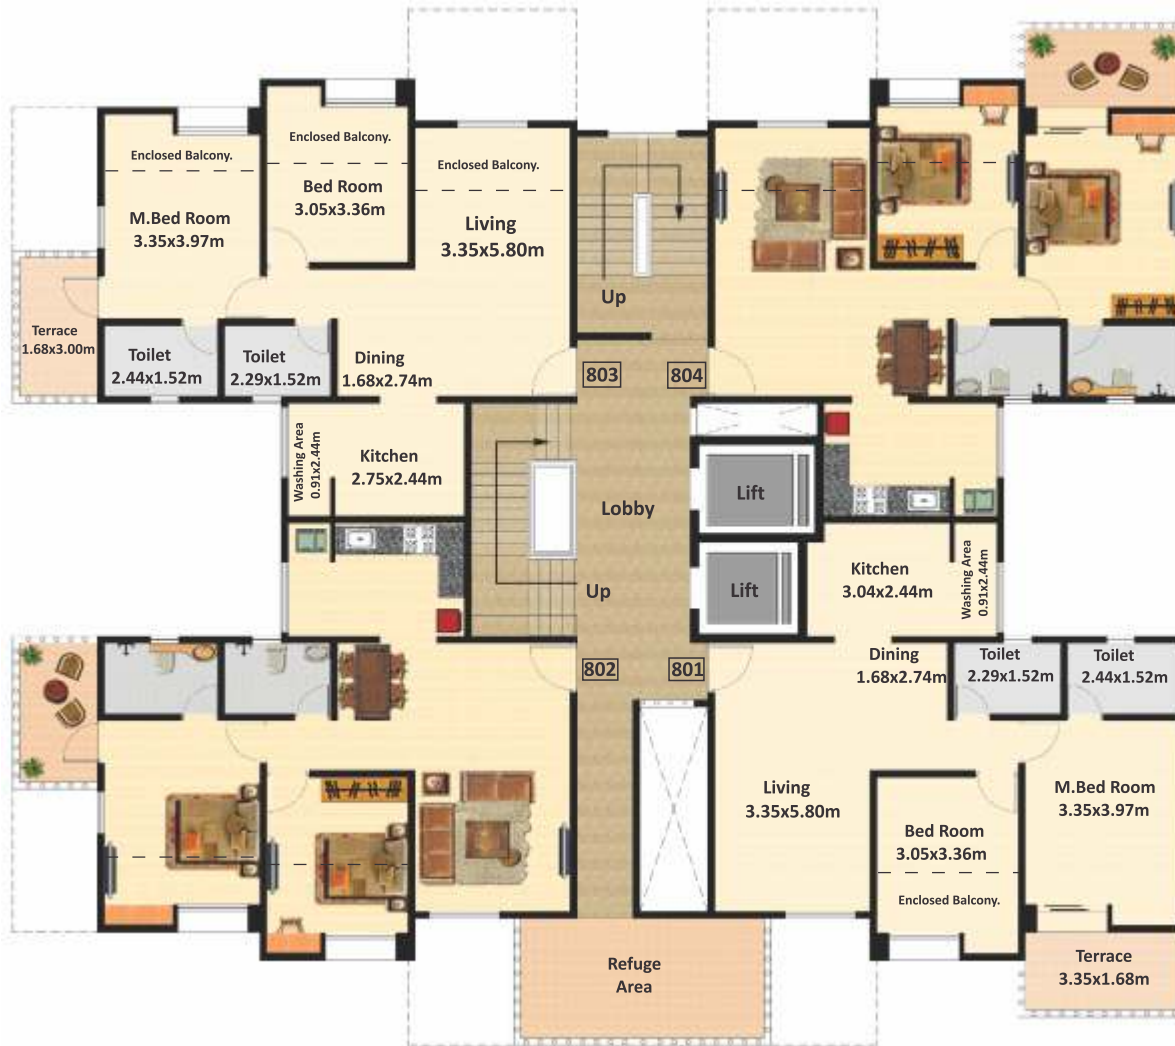 Enclosed Balcony.
M.Bed Room
3.35x3.97m
Enclosed Balcony.
Bed Room
3.05x3.36m
Enclosed Balcony.
Living
3.35x5.80m
Up
Terrace
1.68x3.00m
Toilet
2.44x1.52m
Toilet
2.29x1.52m
Dining
1.68x2.74m
803
804
Washing Area
0.91x2.44m
Kitchen
2.75x2.44m
Lobby
Lift
Up
Lift
Kitchen
3.04x2.44m
Washing Area
0.91x2.44m
802
801
Dining
1.68x2.74m
Toilet
2.29x1.52m
Toilet
2.44x1.52m
Living
3.35x5.80m
Bed Room
3.05x3.36m
Enclosed Balcony.
M.Bed Room
3.35x3.97m
Terrace
3.35x1.68m
Refuge
Area